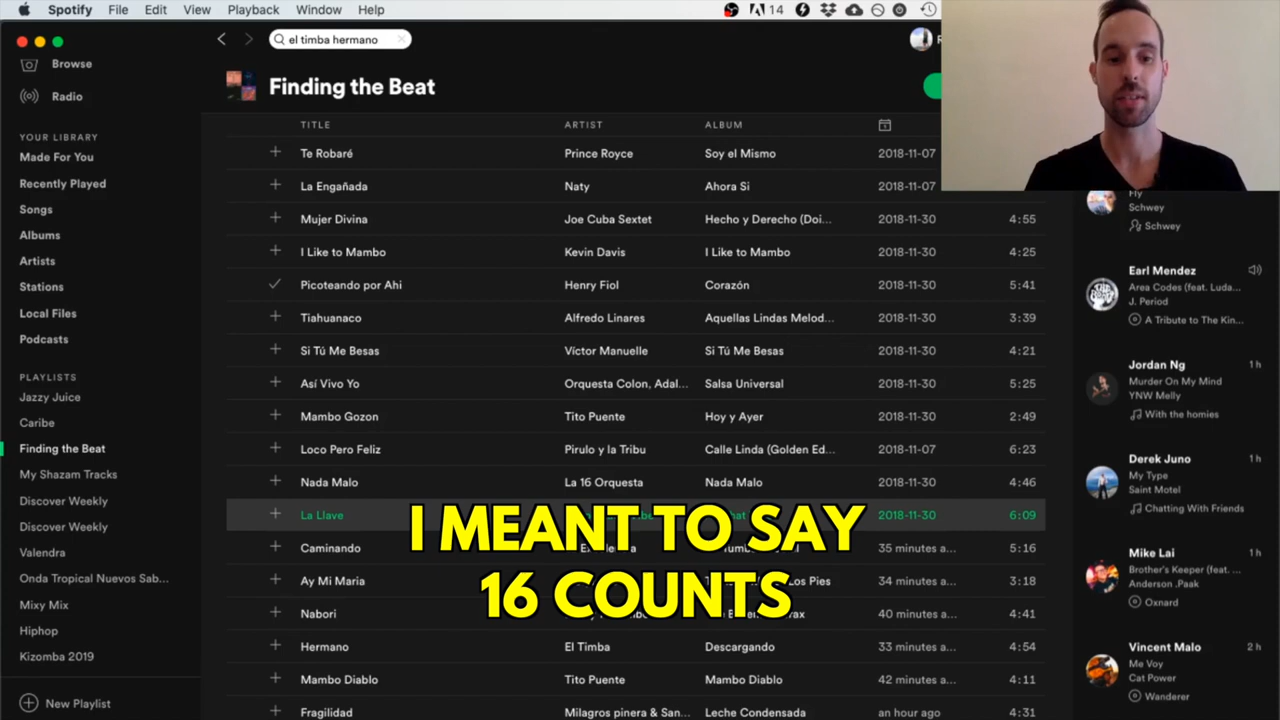 Spotify File Edit View Playback Window Help 14
el timba hermano
R
Browse
Radio
YOUR LIBRARY
Made For You
Recently Played
Songs
Albums
Artists
Stations
Local Files
Podcasts
PLAYLISTS
Jazzy Juice
Caribe
Finding the Beat
My Shazam Tracks
Discover Weekly
Discover Weekly
Valendra
Onda Tropical Nuevos Sab...
Mixy Mix
Hiphop
Kizomba 2019
New Playlist
Finding the Beat
TITLE ARTIST ALBUM
Te Robaré Prince Royce Soy el Mismo 2018-11-07
La Engañada Naty Ahora Si 2018-11-07
Mujer Divina Joe Cuba Sextet Hecho y Derecho (Doi... 2018-11-30 4:55
I Like to Mambo Kevin Davis I Like to Mambo 2018-11-30 4:25
Picoteando por Ahi Henry Fiol Corazón 2018-11-30 5:41
Tiahuanaco Alfredo Linares Aquellas Lindas Melod... 2018-11-30 3:39
Si Tú Me Besas Víctor Manuelle Si Tú Me Besas 2018-11-30 4:21
Así Vivo Yo Orquesta Colon, Adal... Salsa Universal 2018-11-30 5:25
Mambo Gozon Tito Puente Hoy y Ayer 2018-11-30 2:49
Loco Pero Feliz Pirulo y la Tribu Calle Linda (Golden Ed... 2018-11-07 6:23
Nada Malo La 16 Orquesta Nada Malo 2018-11-30 4:46
La Llave 2018-11-30 6:09
Caminando 35 minutes a... 5:16
Ay Mi Maria Los Pies 34 minutes a... 3:18
Nabori 40 minutes a... 4:41
Hermano El Timba Descargando 33 minutes a... 4:54
Mambo Diablo Tito Puente Mambo Diablo 42 minutes a... 4:11
Fragilidad Milagros pinera & San... Leche Condensada an hour ago 4:31
I MEANT TO SAY
16 COUNTS
Fly
Schwey
Schwey
Earl Mendez
Area Codes (feat. Luda...
J. Period
A Tribute to The Kin...
Jordan Ng 1 h
Murder On My Mind
YNW Melly
With the homies
Derek Juno 1 h
My Type
Saint Motel
Chatting With Friends
Mike Lai 1 h
Brother's Keeper (feat. ...
Anderson .Paak
Oxnard
Vincent Malo 2 h
Me Voy
Cat Power
Wanderer